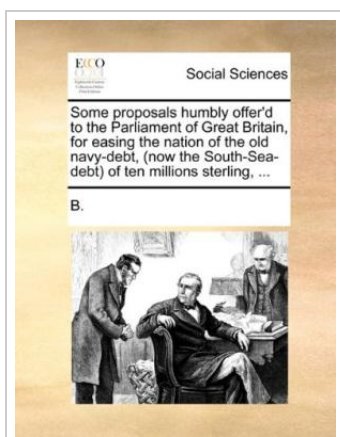 ECCO
Social Sciences
Some proposals humbly offer'd
to the Parliament of Great Britain,
for easing the nation of the old
navy-debt, (now the South-Sea-
debt) of ten millions sterling, ...
B.